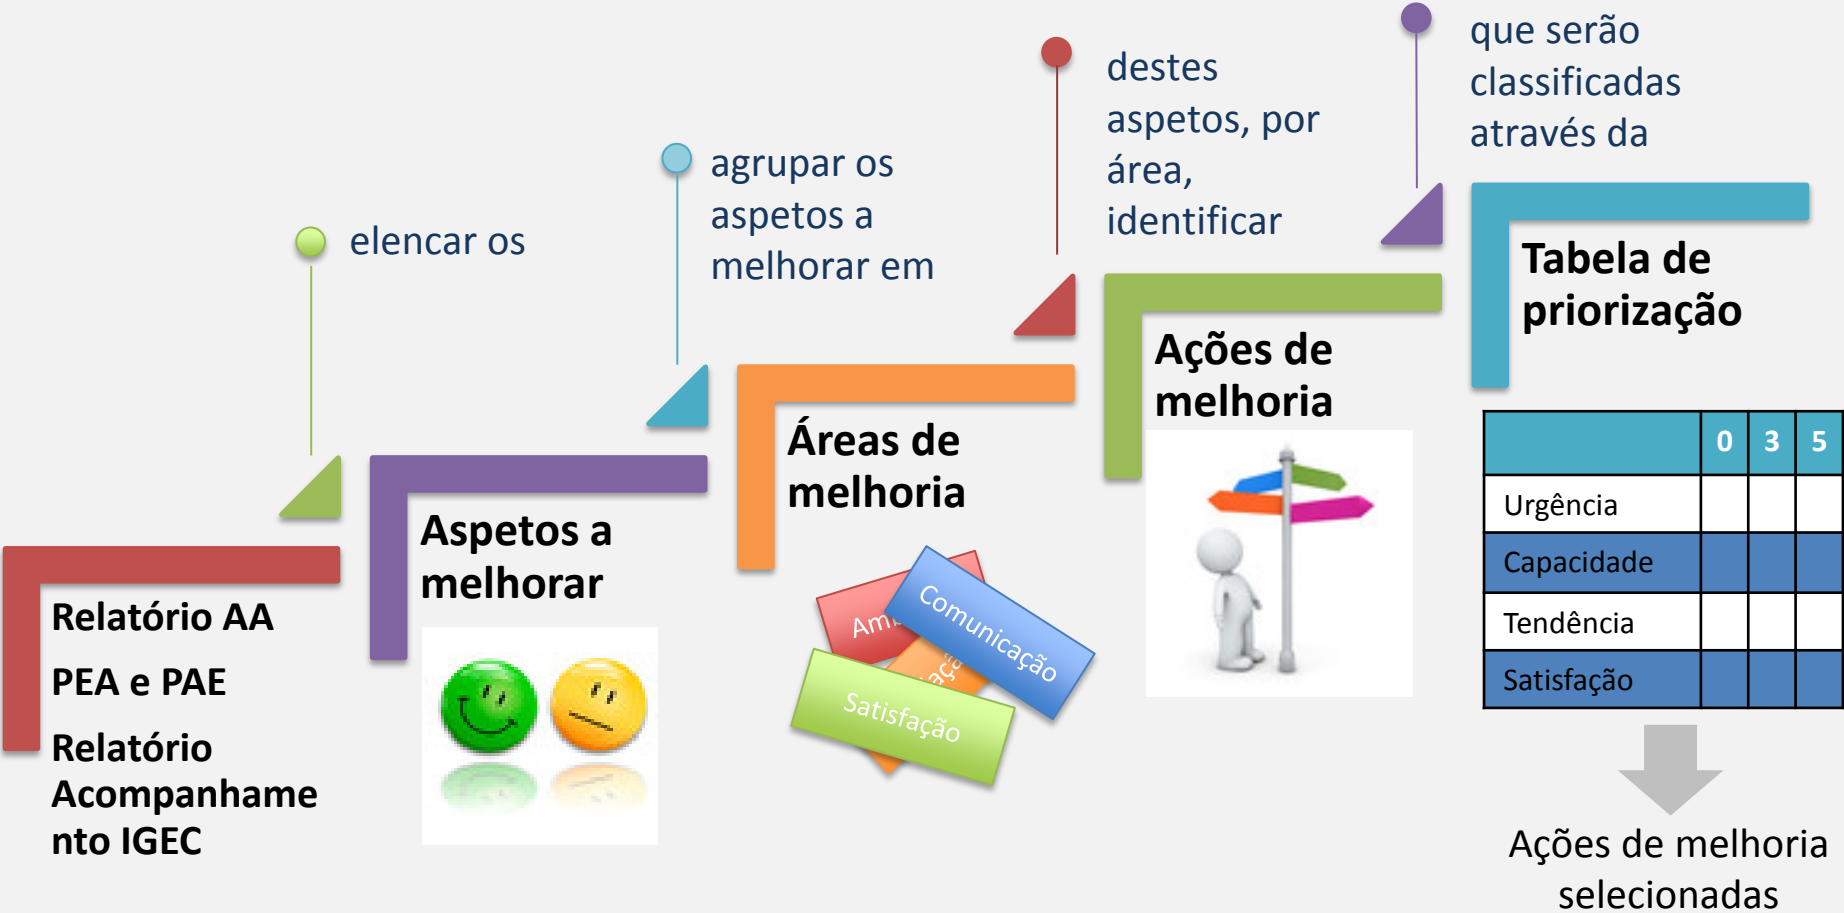 elencar os
agrupar os
aspetos a
melhorar em
destes
aspetos, por
área,
identificar
que serão
classificadas
através da
Relatório AA
PEA e PAE
Relatório
Acompanhame
nto IGEC
Aspetos a
melhorar
Áreas de
melhoria
Comunicação
Satisfação
Ações de
melhoria
Tabela de
priorização
0 3 5
Urgência
Capacidade
Tendência
Satisfação
Ações de melhoria
selecionadas